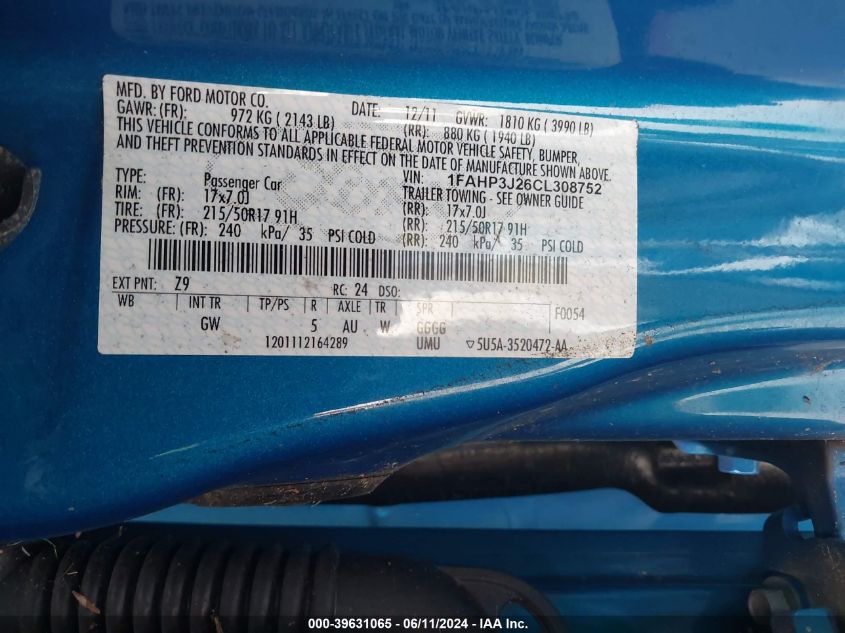 MFD. BY FORD MOTOR CO.
DATE: 12/11 GVWR: 1810 KG ( 3990 LB)
GAWR: (FR): 972 KG ( 2143 LB) (RR): 880 KG ( 1940 LB)
THIS VEHICLE CONFORMS TO ALL APPLICABLE FEDERAL MOTOR VEHICLE SAFETY, BUMPER,
AND THEFT PREVENTION STANDARDS IN EFFECT ON THE DATE OF MANUFACTURE SHOWN ABOVE.
VIN: 1FAHP3J26CL308752
TYPE: Passenger Car TRAILER TOWING - SEE OWNER GUIDE
RIM: (FR): 17x7.0J (RR): 17x7.0J
TIRE: (FR): 215/50R17 91H (RR): 215/50R17 91H
PRESSURE: (FR): 240 kPa/ 35 PSI COLD (RR): 240 kPa/ 35 PSI COLD
EXT PNT: Z9 RC: 24 DSO:
WB INT TR TP/PS R AXLE TR SPR F0054
GW 5 AU W GGGG
1201112164289 UMU ▽5U5A-3520472-AA
000-39631065 - 06/11/2024 - IAA Inc.